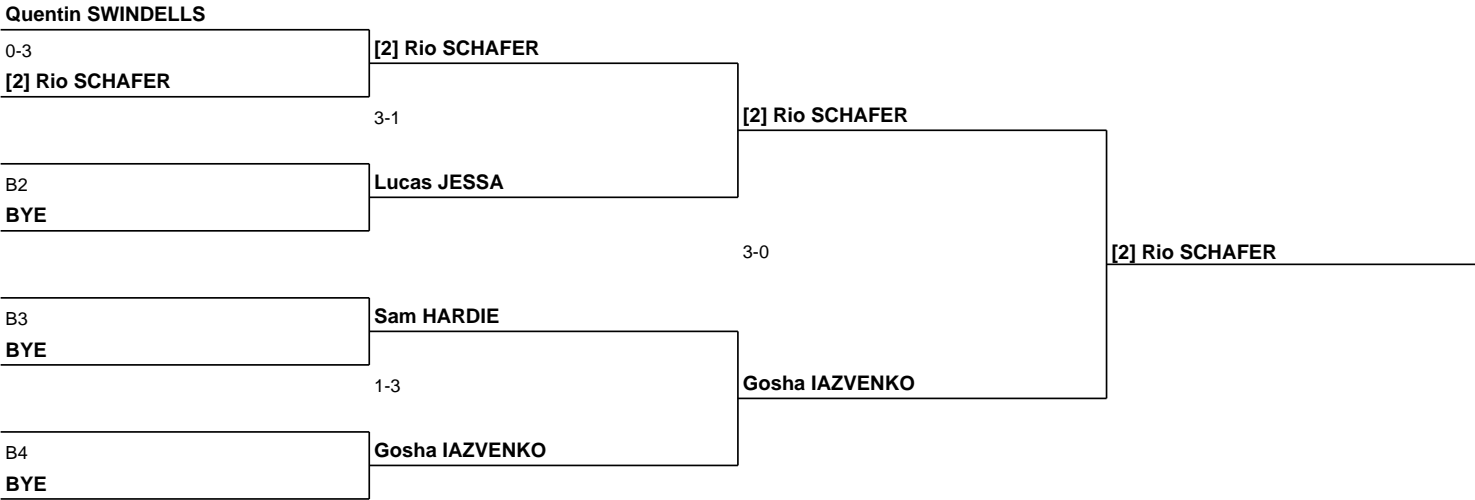 Quentin SWINDELLS
0-3
[2] Rio SCHAFER
[2] Rio SCHAFER
3-1
[2] Rio SCHAFER
B2
BYE
Lucas JESSA
3-0
[2] Rio SCHAFER
B3
BYE
Sam HARDIE
1-3
Gosha IAZVENKO
B4
BYE
Gosha IAZVENKO